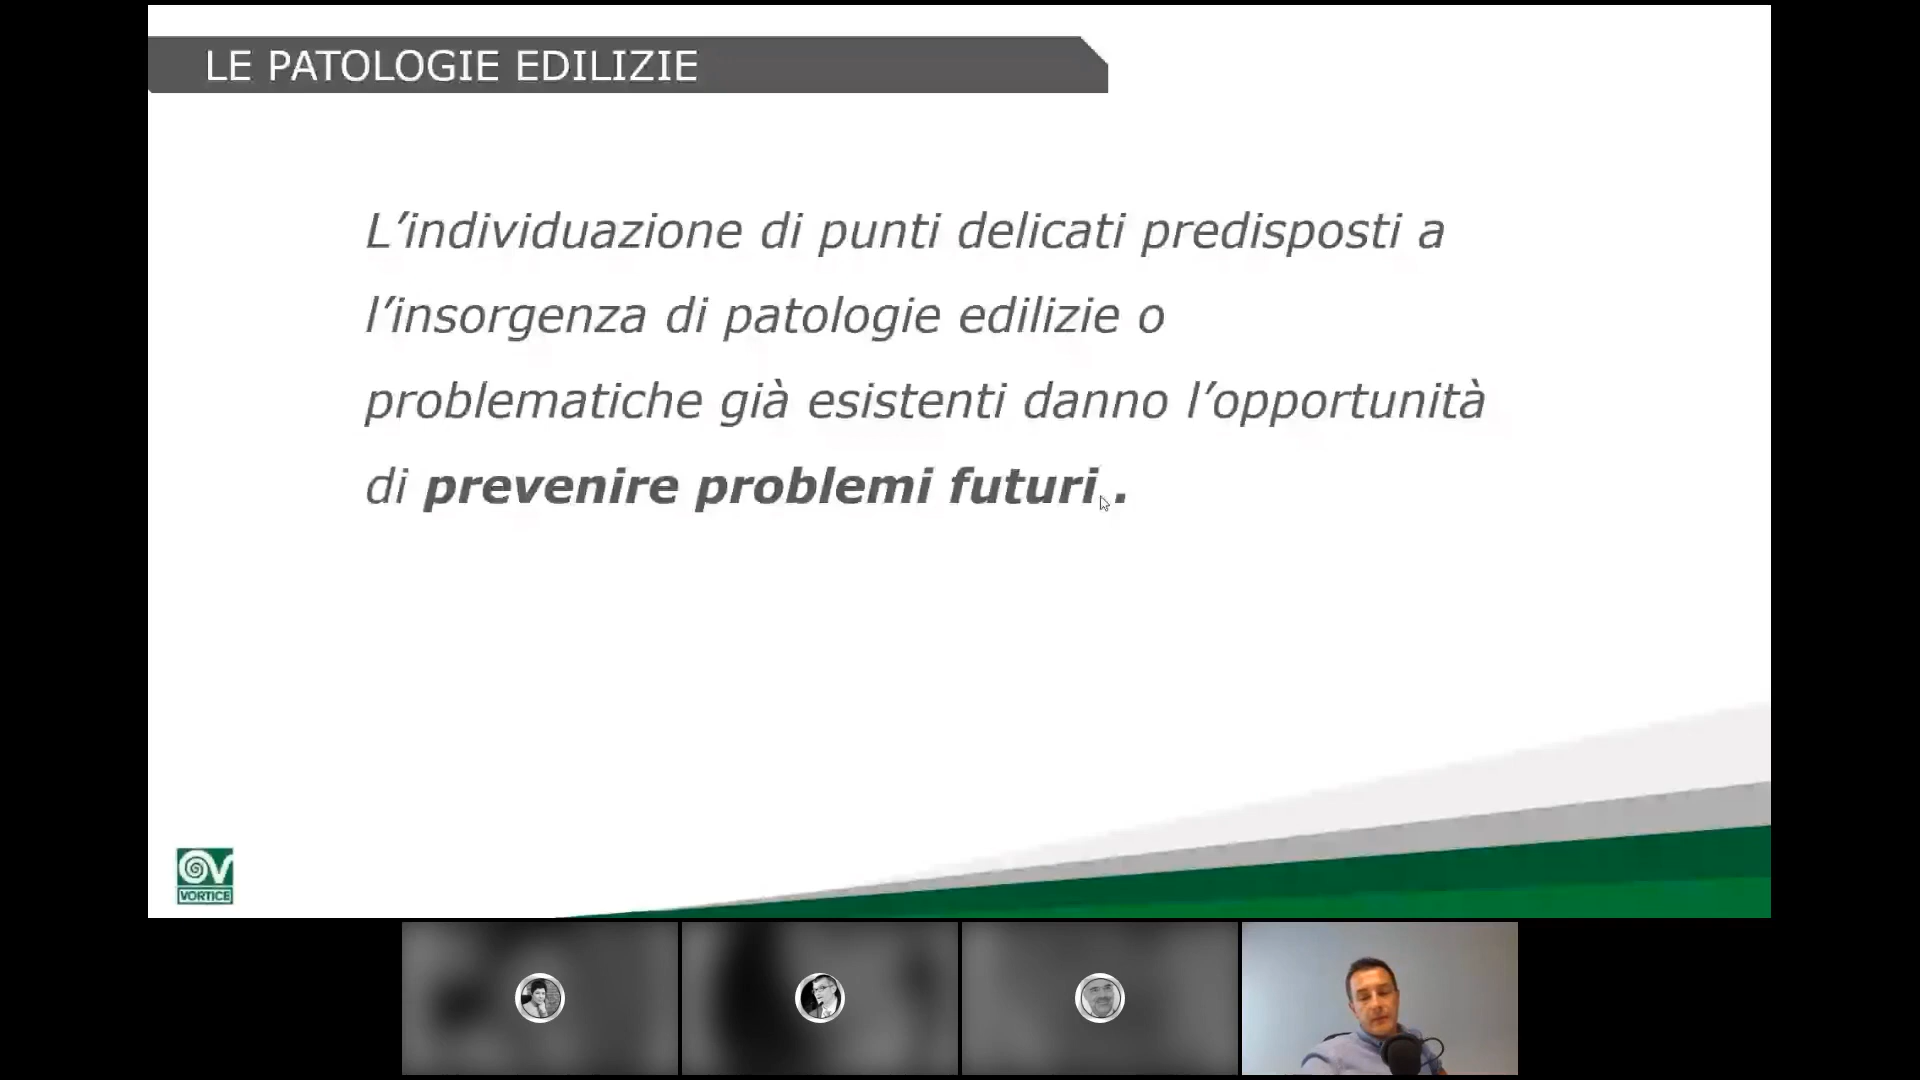 LE PATOLOGIE EDILIZIE
L’individuazione di punti delicati predisposti a
l’insorgenza di patologie edilizie o
problematiche già esistenti danno l’opportunità
di prevenire problemi futuri .
VORTICE